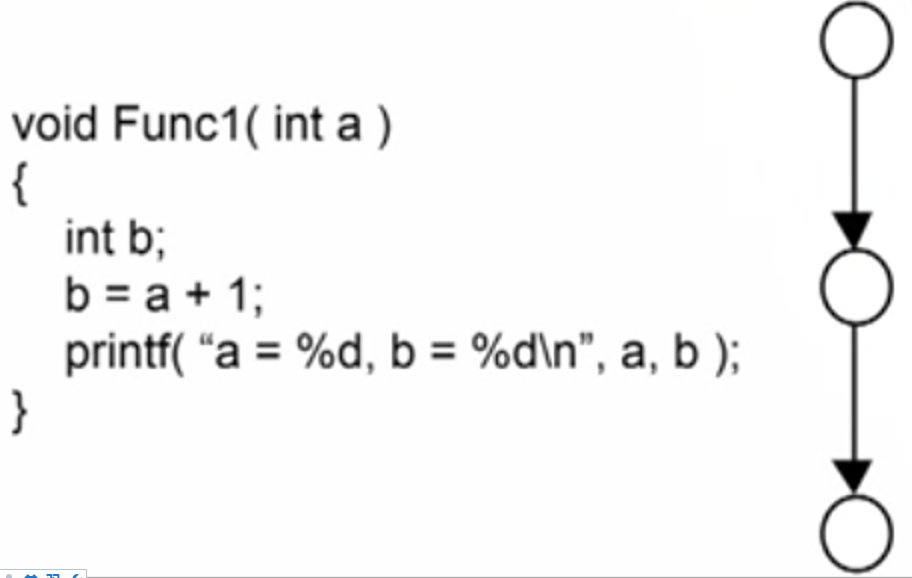 void Func1( int a )
{
int b;
b = a + 1;
printf( “a = %d, b = %d\n”, a, b );
}